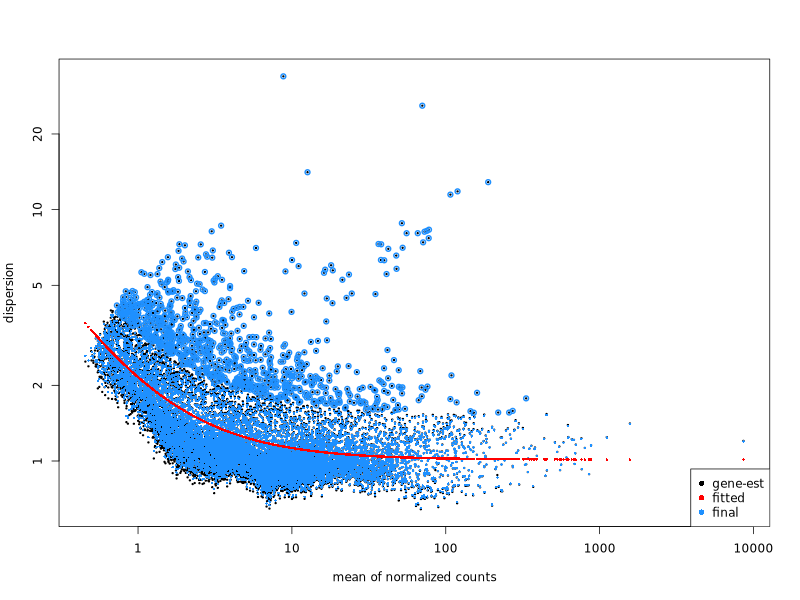 dispersion
20
10
5
2
1
1
10
100
1000
10000
mean of normalized counts
gene-est
fitted
final